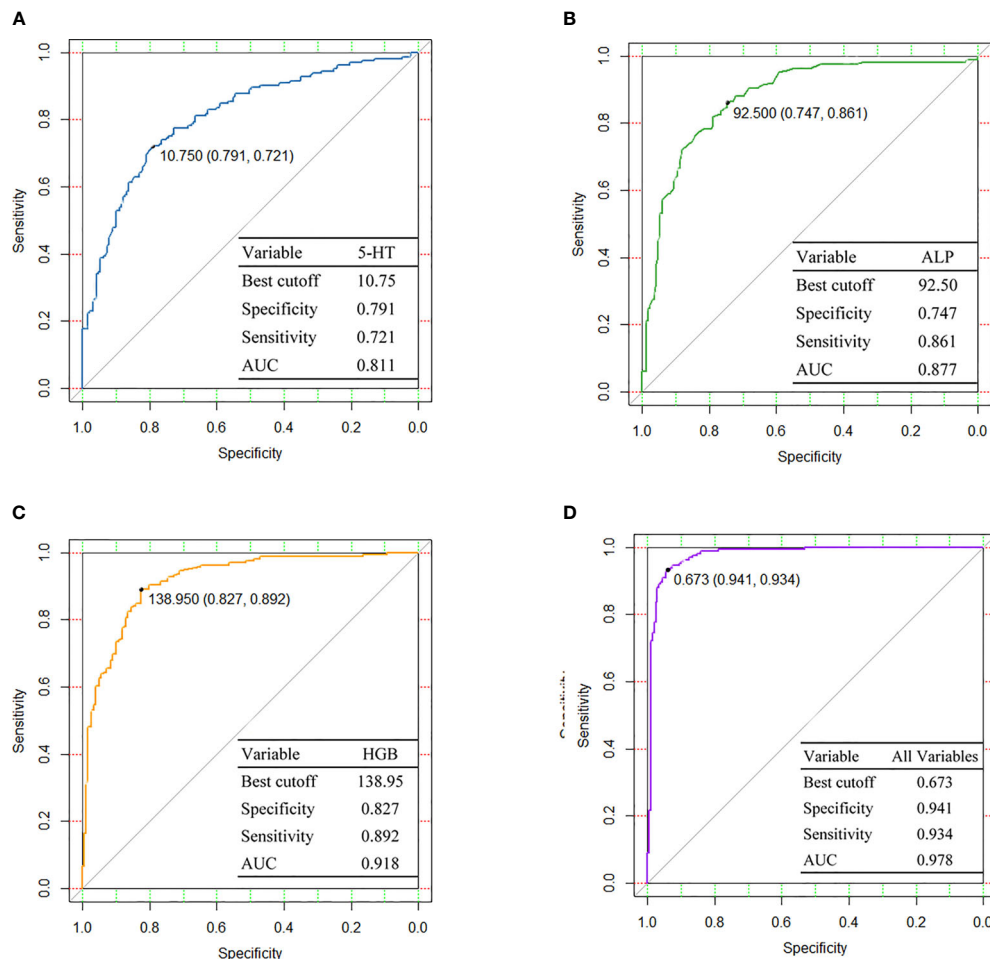 A
1.0
0.8
0.6
0.4
0.2
0.0
Sensitivity
10.750 (0.791, 0.721)
Variable 5-HT
Best cutoff 10.75
Specificity 0.791
Sensitivity 0.721
AUC 0.811
1.0 0.8 0.6 0.4 0.2 0.0
Specificity
B
1.0
0.8
0.6
0.4
0.2
0.0
Sensitivity
92.500 (0.747, 0.861)
Variable ALP
Best cutoff 92.50
Specificity 0.747
Sensitivity 0.861
AUC 0.877
1.0 0.8 0.6 0.4 0.2 0.0
Specificity
C
1.0
0.8
0.6
0.4
0.2
0.0
Sensitivity
138.950 (0.827, 0.892)
Variable HGB
Best cutoff 138.95
Specificity 0.827
Sensitivity 0.892
AUC 0.918
1.0 0.8 0.6 0.4 0.2 0.0
Specificity
D
1.0
0.8
0.6
0.4
0.2
0.0
Sensitivity
0.673 (0.941, 0.934)
Variable All Variables
Best cutoff 0.673
Specificity 0.941
Sensitivity 0.934
AUC 0.978
1.0 0.8 0.6 0.4 0.2 0.0
Specificity